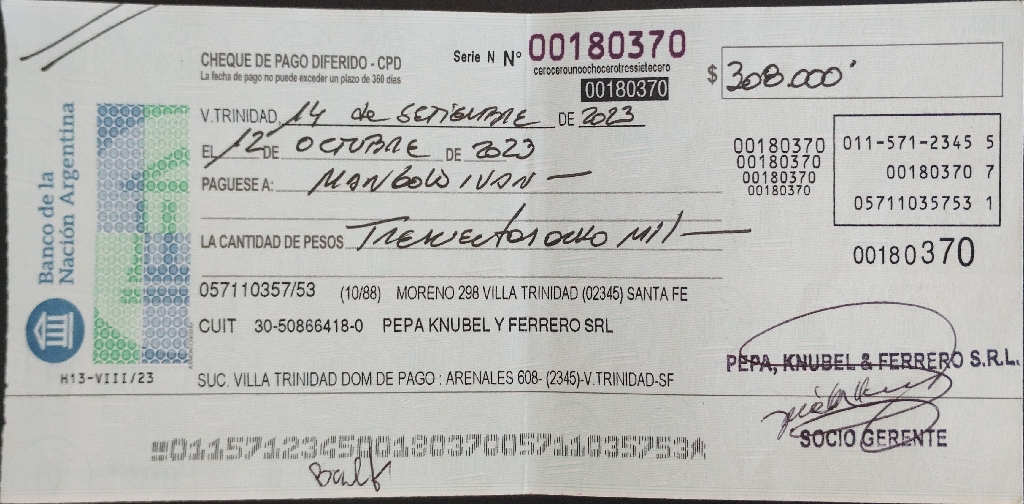 CHEQUE DE PAGO DIFERIDO - CPD
La fecha de pago no puede exceder un plazo de 360 días
Serie N Nº 00180370
cerocerounoochocerotressietecero
00180370
$ 308.000'
V.TRINIDAD, 14 de SETIEMBRE DE 2023
EL 12 DE OCTUBRE DE 2023
PAGUESE A: MANGOLD IVAN —
LA CANTIDAD DE PESOS Trescientos ocho Mil —
00180370
00180370
00180370
00180370
011-571-2345 5
00180370 7
05711035753 1
00180370
Banco de la
Nación Argentina
H13-VIII/23
057110357/53 (10/88) MORENO 298 VILLA TRINIDAD (02345) SANTA FE
CUIT 30-50866418-0 PEPA KNUBEL Y FERRERO SRL
SUC. VILLA TRINIDAD DOM DE PAGO : ARENALES 608- (2345)-V.TRINIDAD-SF
PEPA, KNUBEL & FERRERO S.R.L.
SOCIO GERENTE
01157123450018037005711035753